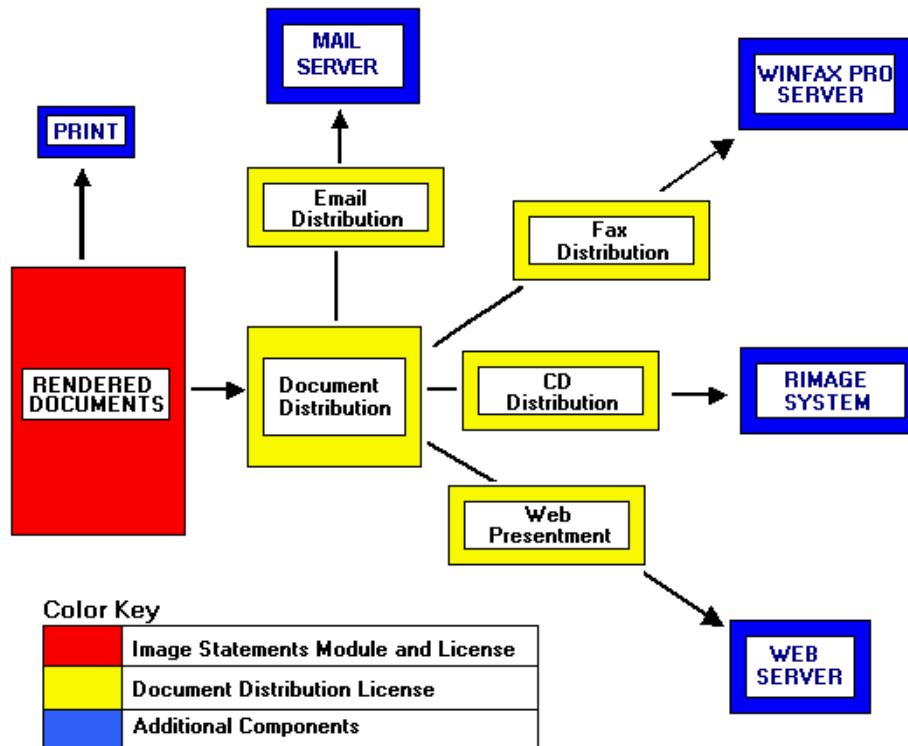 MAIL
SERVER
WINFAX PRO
SERVER
PRINT
Email
Distribution
Fax
Distribution
RENDERED
DOCUMENTS
Document
Distribution
CD
Distribution
RIMAGE
SYSTEM
Web
Presentment
WEB
SERVER
Color Key
Image Statements Module and License
Document Distribution License
Additional Components